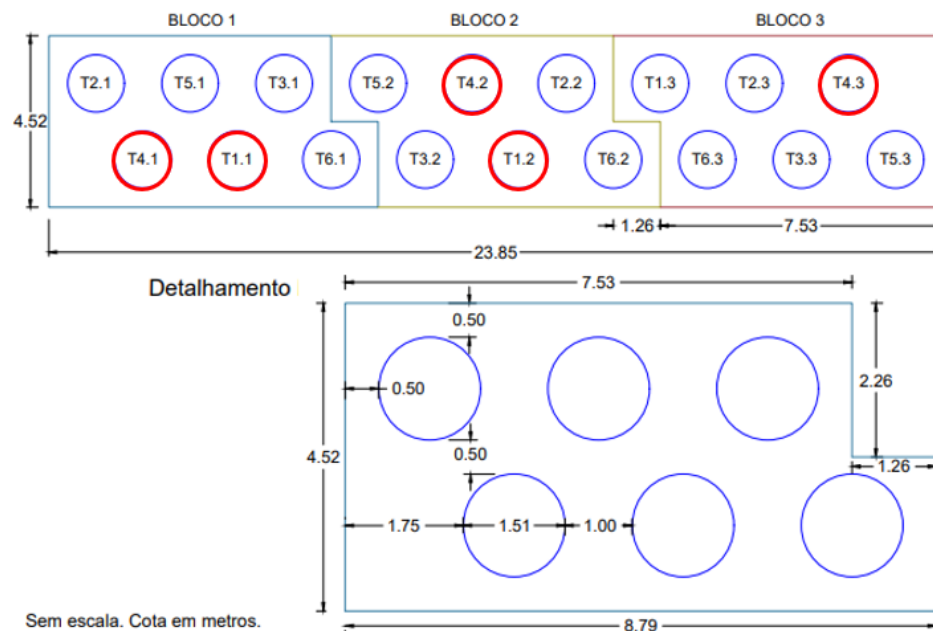 BLOCO 1 BLOCO 2 BLOCO 3
T2.1 T5.1 T3.1 T5.2 T4.2 T2.2 T1.3 T2.3 T4.3
4.52
T4.1 T1.1 T6.1 T3.2 T1.2 T6.2 T6.3 T3.3 T5.3
1.26 7.53
23.85
Detalhamento
7.53
0.50
0.50
2.26
0.50
4.52
1.26
1.75 1.51 1.00
Sem escala. Cota em metros.
8.79